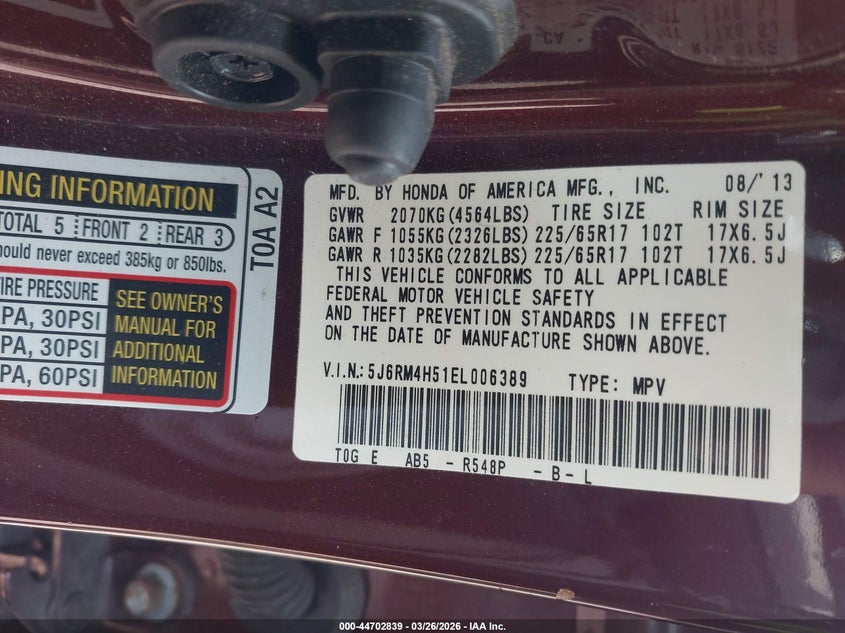 ING INFORMATION
TOTAL 5 FRONT 2 REAR 3
hould never exceed 385kg or 850lbs.
TIRE PRESSURE
PA, 30PSI
PA, 30PSI
PA, 60PSI
SEE OWNER'S
MANUAL FOR
ADDITIONAL
INFORMATION
T0A A2
MFD. BY HONDA OF AMERICA MFG., INC. 08/'13
GVWR 2070KG(4564LBS) TIRE SIZE RIM SIZE
GAWR F 1055KG(2326LBS) 225/65R17 102T 17X6.5J
GAWR R 1035KG(2282LBS) 225/65R17 102T 17X6.5J
THIS VEHICLE CONFORMS TO ALL APPLICABLE
FEDERAL MOTOR VEHICLE SAFETY
AND THEFT PREVENTION STANDARDS IN EFFECT
ON THE DATE OF MANUFACTURE SHOWN ABOVE.
V.I.N.: 5J6RM4H51EL006389 TYPE: MPV
T0G E AB5 - R548P - B - L
000-44702839 - 03/26/2026 - IAA Inc.